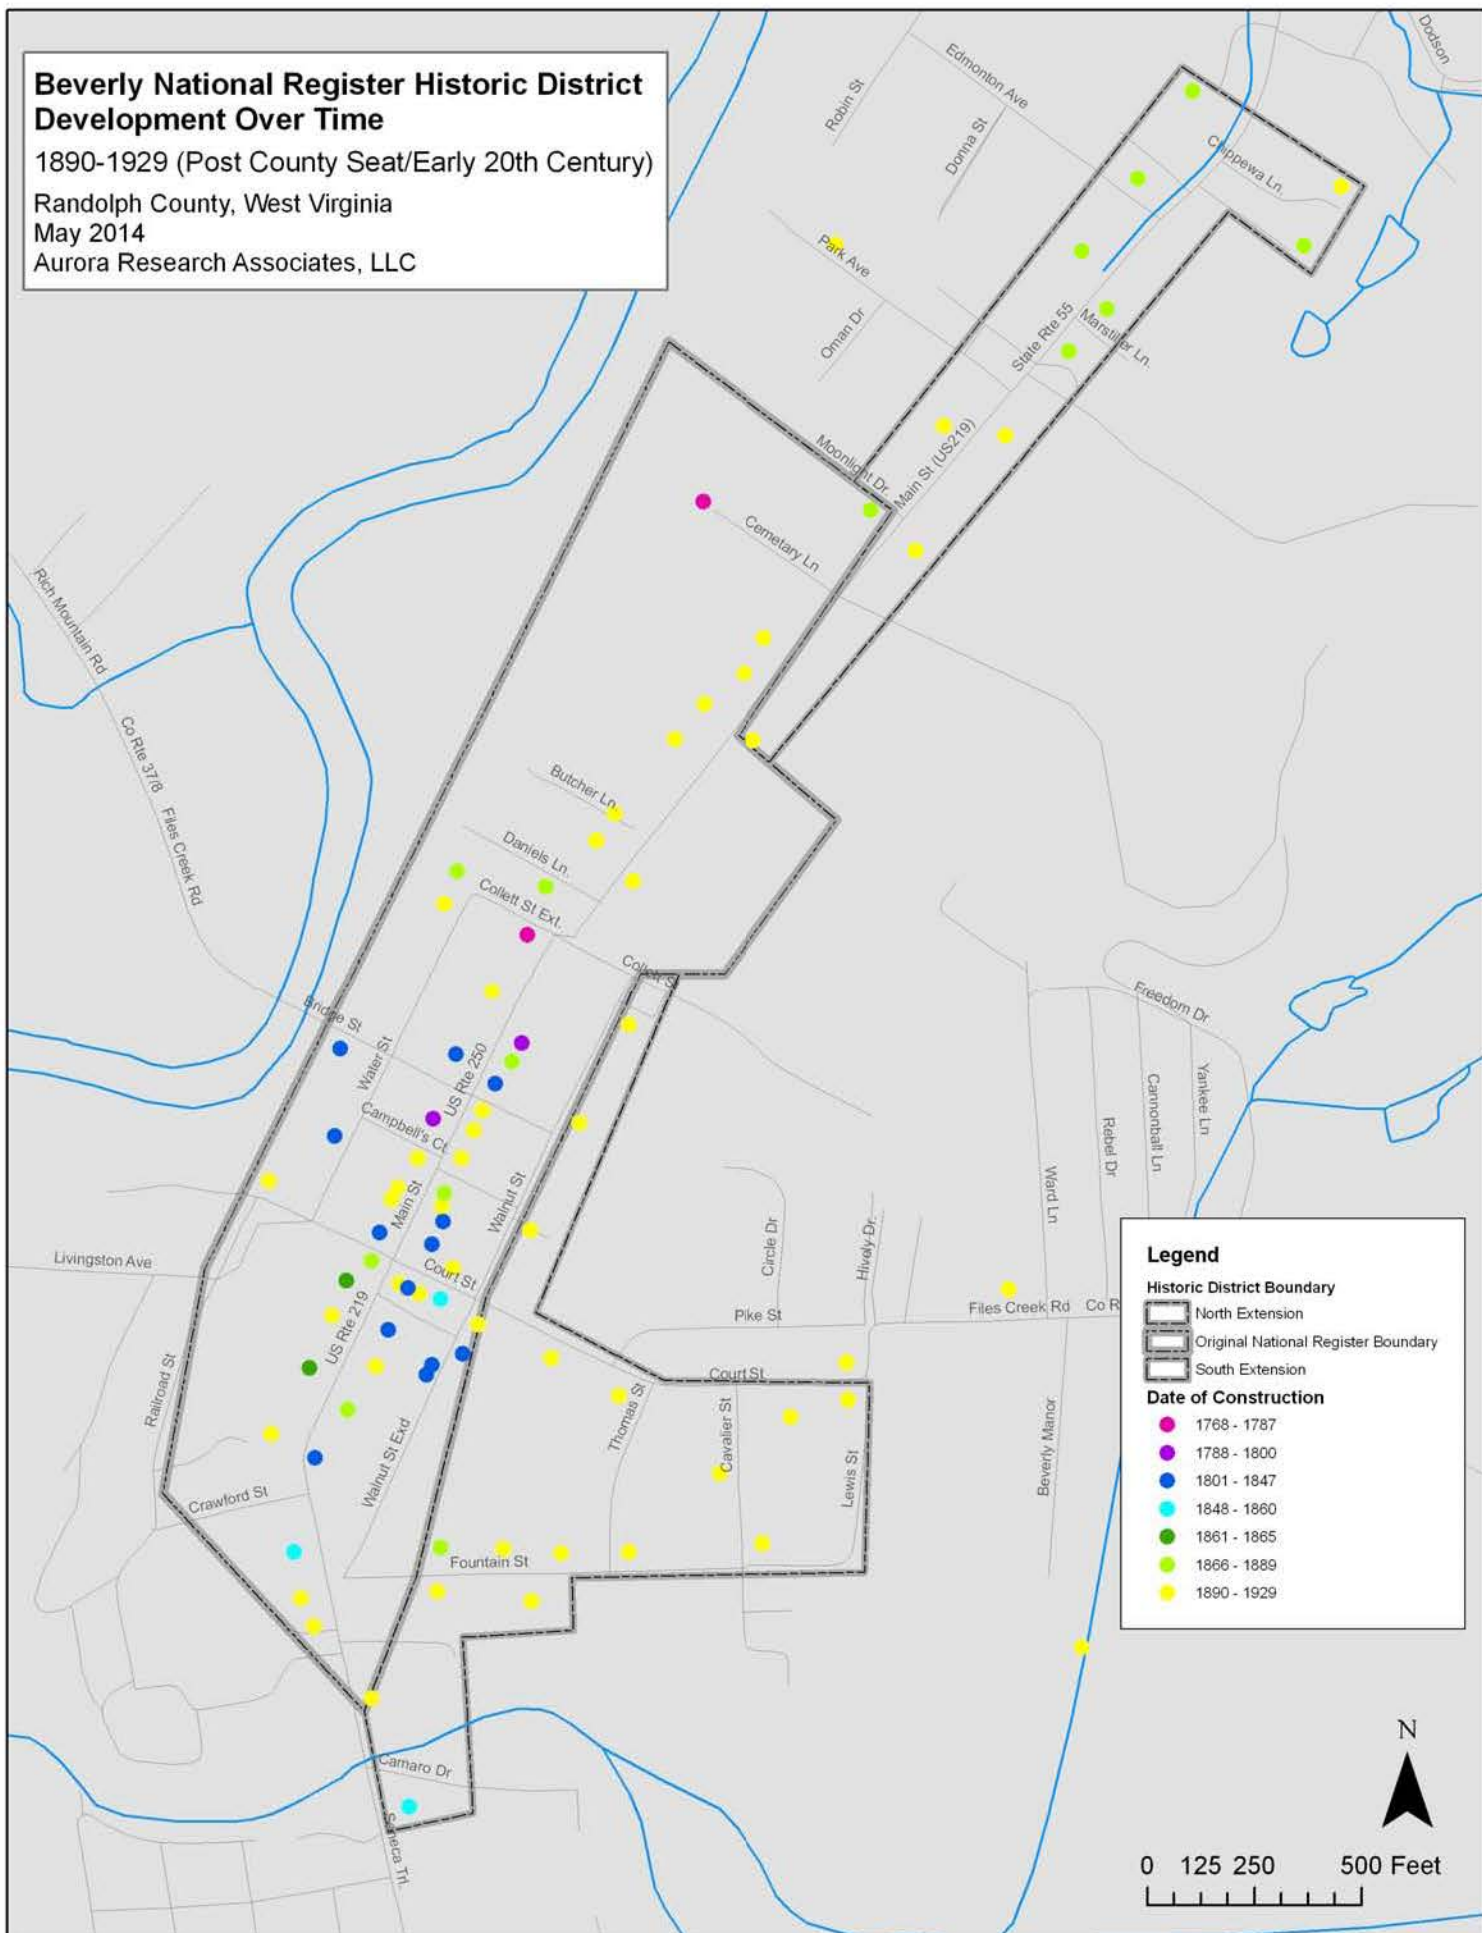 Beverly National Register Historic District
Development Over Time
1890-1929 (Post County Seat/Early 20th Century)
Randolph County, West Virginia
May 2014
Aurora Research Associates, LLC
Dodson
Robin St
Edmonton Ave
Donna St
Chippewa Ln.
Park Ave
Oman Dr
State Rte 55
Marstiller Ln.
Moonlight Dr.
Main St (US219)
Cemetary Ln
Rich Mountain Rd
Co Rte 37/8
Files Creek Rd
Butcher Ln.
Daniels Ln.
Collett St Ext.
Collett St
Bridge St
Water St
US Rte 250
Campbell's Ct.
Main St
Walnut St
Freedom Dr
Yankee Ln
Cannonball Ln
Rebel Dr
Ward Ln
Circle Dr
Hively Dr.
Livingston Ave
Court St
US Rte 219
Pike St
Files Creek Rd
Co R
Court St
Railroad St
Thomas St
Cavalier St
Lewis St
Beverly Manor
Walnut St Exd
Crawford St
Fountain St
Camaro Dr
Seneca Trl.
Legend
Historic District Boundary
North Extension
Original National Register Boundary
South Extension
Date of Construction
1768 - 1787
1788 - 1800
1801 - 1847
1848 - 1860
1861 - 1865
1866 - 1889
1890 - 1929
N
0 125 250 500 Feet